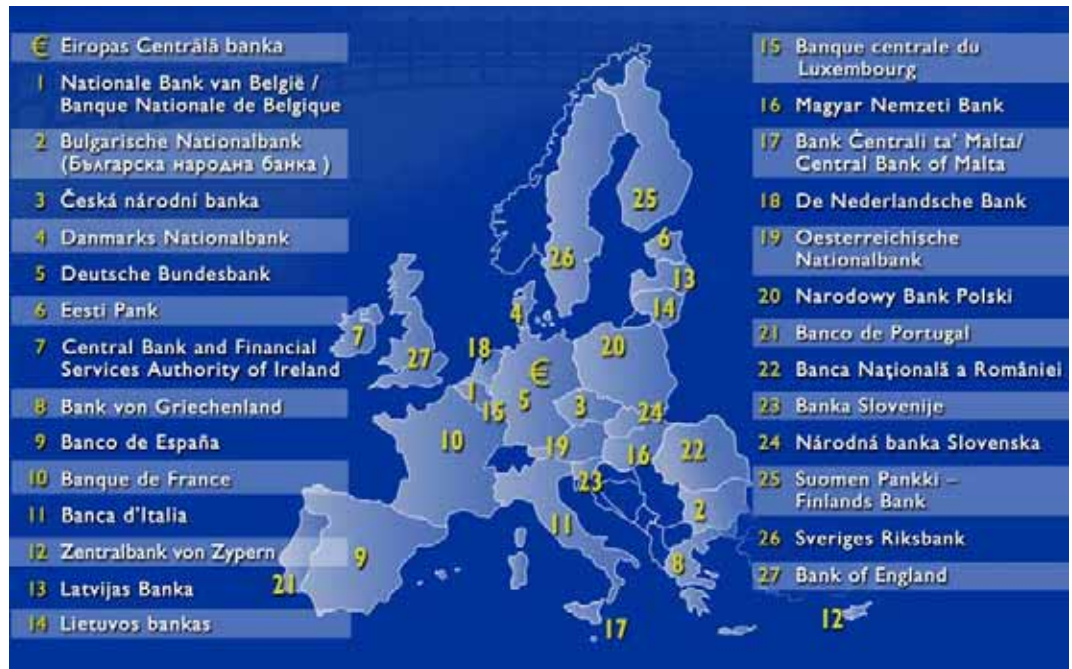 € Eiropas Centrālā banka
1 Nationale Bank van België /
Banque Nationale de Belgique
2 Bulgarische Nationalbank
(Българска народна банка )
3 Česká národní banka
4 Danmarks Nationalbank
5 Deutsche Bundesbank
6 Eesti Pank
7 Central Bank and Financial
Services Authority of Ireland
8 Bank von Griechenland
9 Banco de España
10 Banque de France
11 Banca d'Italia
12 Zentralbank von Zypern
13 Latvijas Banka
14 Lietuvos bankas
15 Banque centrale du
Luxembourg
16 Magyar Nemzeti Bank
17 Bank Ċentrali ta' Malta/
Central Bank of Malta
18 De Nederlandsche Bank
19 Oesterreichische
Nationalbank
20 Narodowy Bank Polski
21 Banco de Portugal
22 Banca Naţională a României
23 Banka Slovenije
24 Národná banka Slovenska
25 Suomen Pankki –
Finlands Bank
26 Sveriges Riksbank
27 Bank of England
25
6
26
13
14
4
7
18
20
27
€
1
5
3
15
24
10
19
16
22
23
2
11
9
8
21
12
17